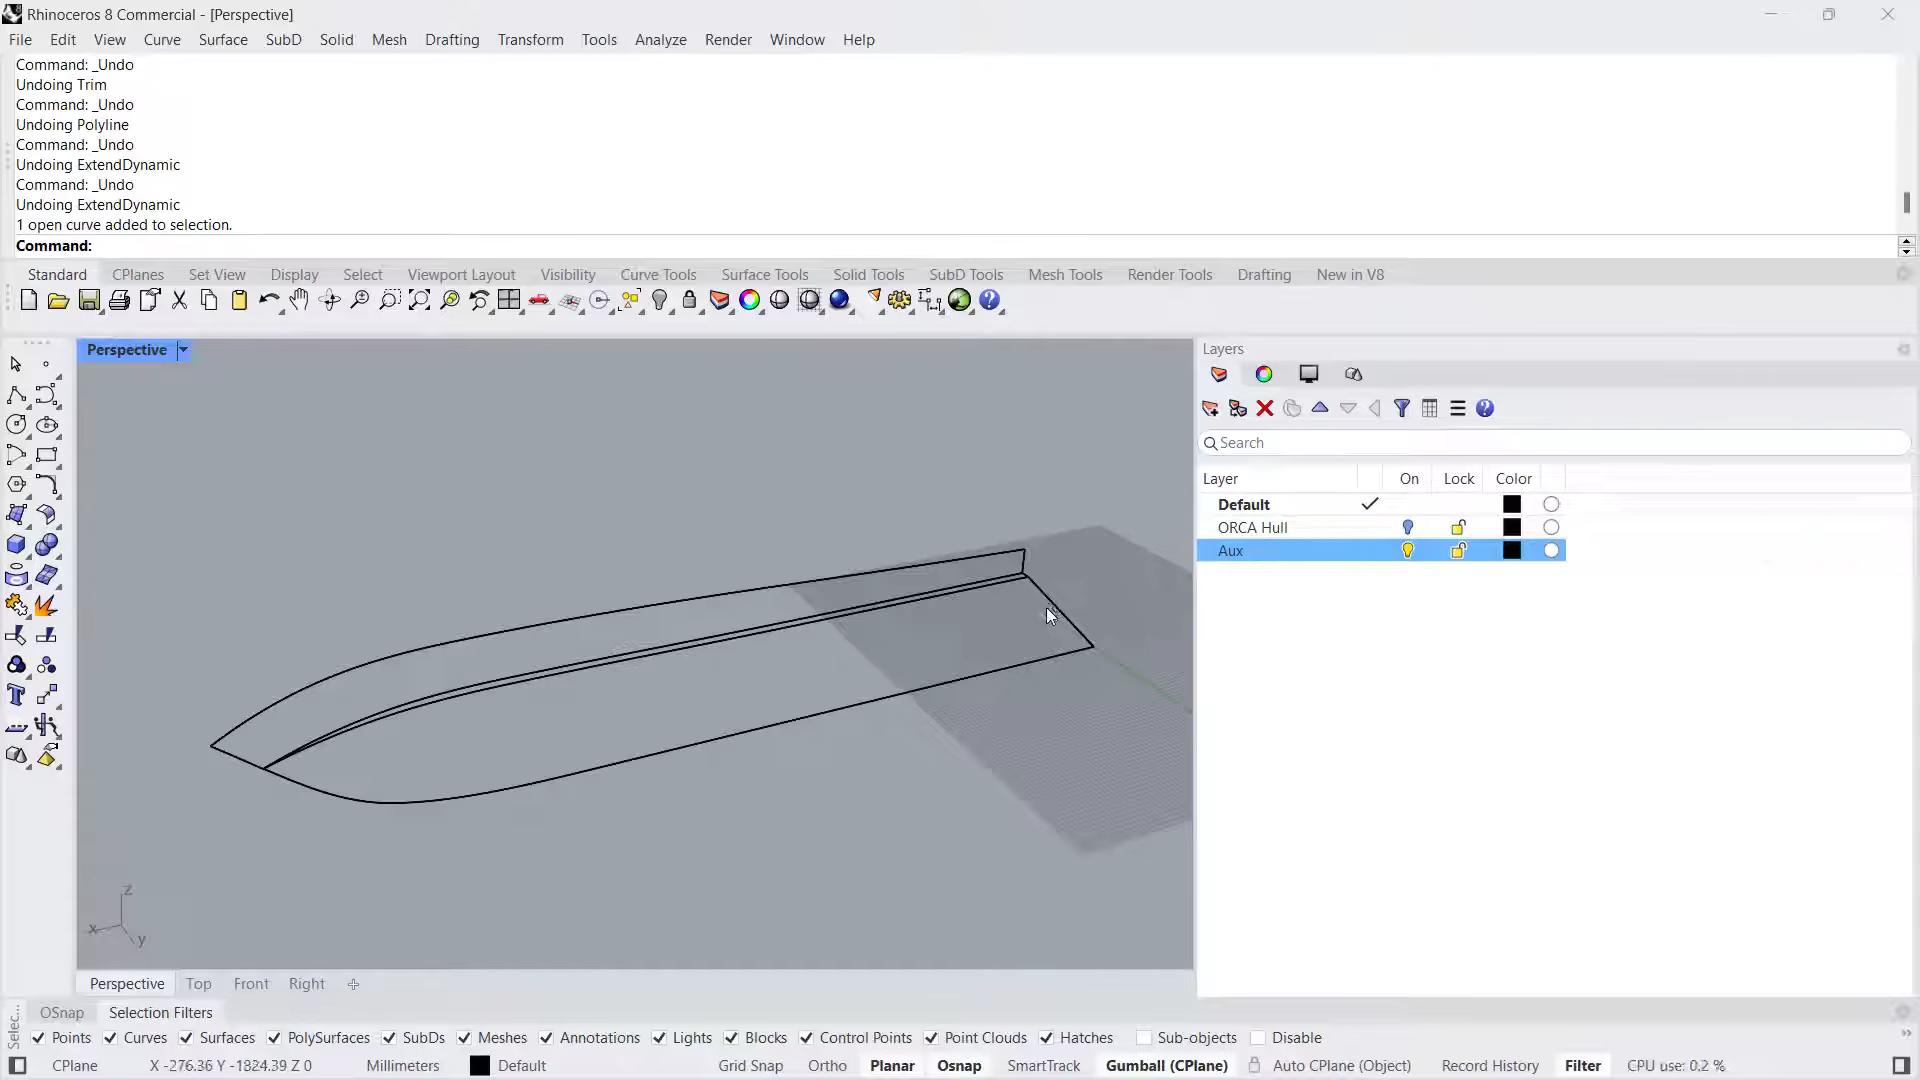 Rhinoceros 8 Commercial - [Perspective]
File Edit View Curve Surface SubD Solid Mesh Drafting Transform Tools Analyze Render Window Help
Command: _Undo
Undoing Trim
Command: _Undo
Undoing Polyline
Command: _Undo
Undoing ExtendDynamic
Command: _Undo
Undoing ExtendDynamic
1 open curve added to selection.
Command:
Standard CPlanes Set View Display Select Viewport Layout Visibility Curve Tools Surface Tools Solid Tools SubD Tools Mesh Tools Render Tools Drafting New in V8
Perspective
Layers
Search
Layer On Lock Color
Default
ORCA Hull
Aux
z
x
y
Perspective Top Front Right
Selec...
OSnap Selection Filters
Points Curves Surfaces PolySurfaces SubDs Meshes Annotations Lights Blocks Control Points Point Clouds Hatches Sub-objects Disable
CPlane X -276.36 Y -1824.39 Z 0 Millimeters Default Grid Snap Ortho Planar Osnap SmartTrack Gumball (CPlane) Auto CPlane (Object) Record History Filter CPU use: 0.2 %